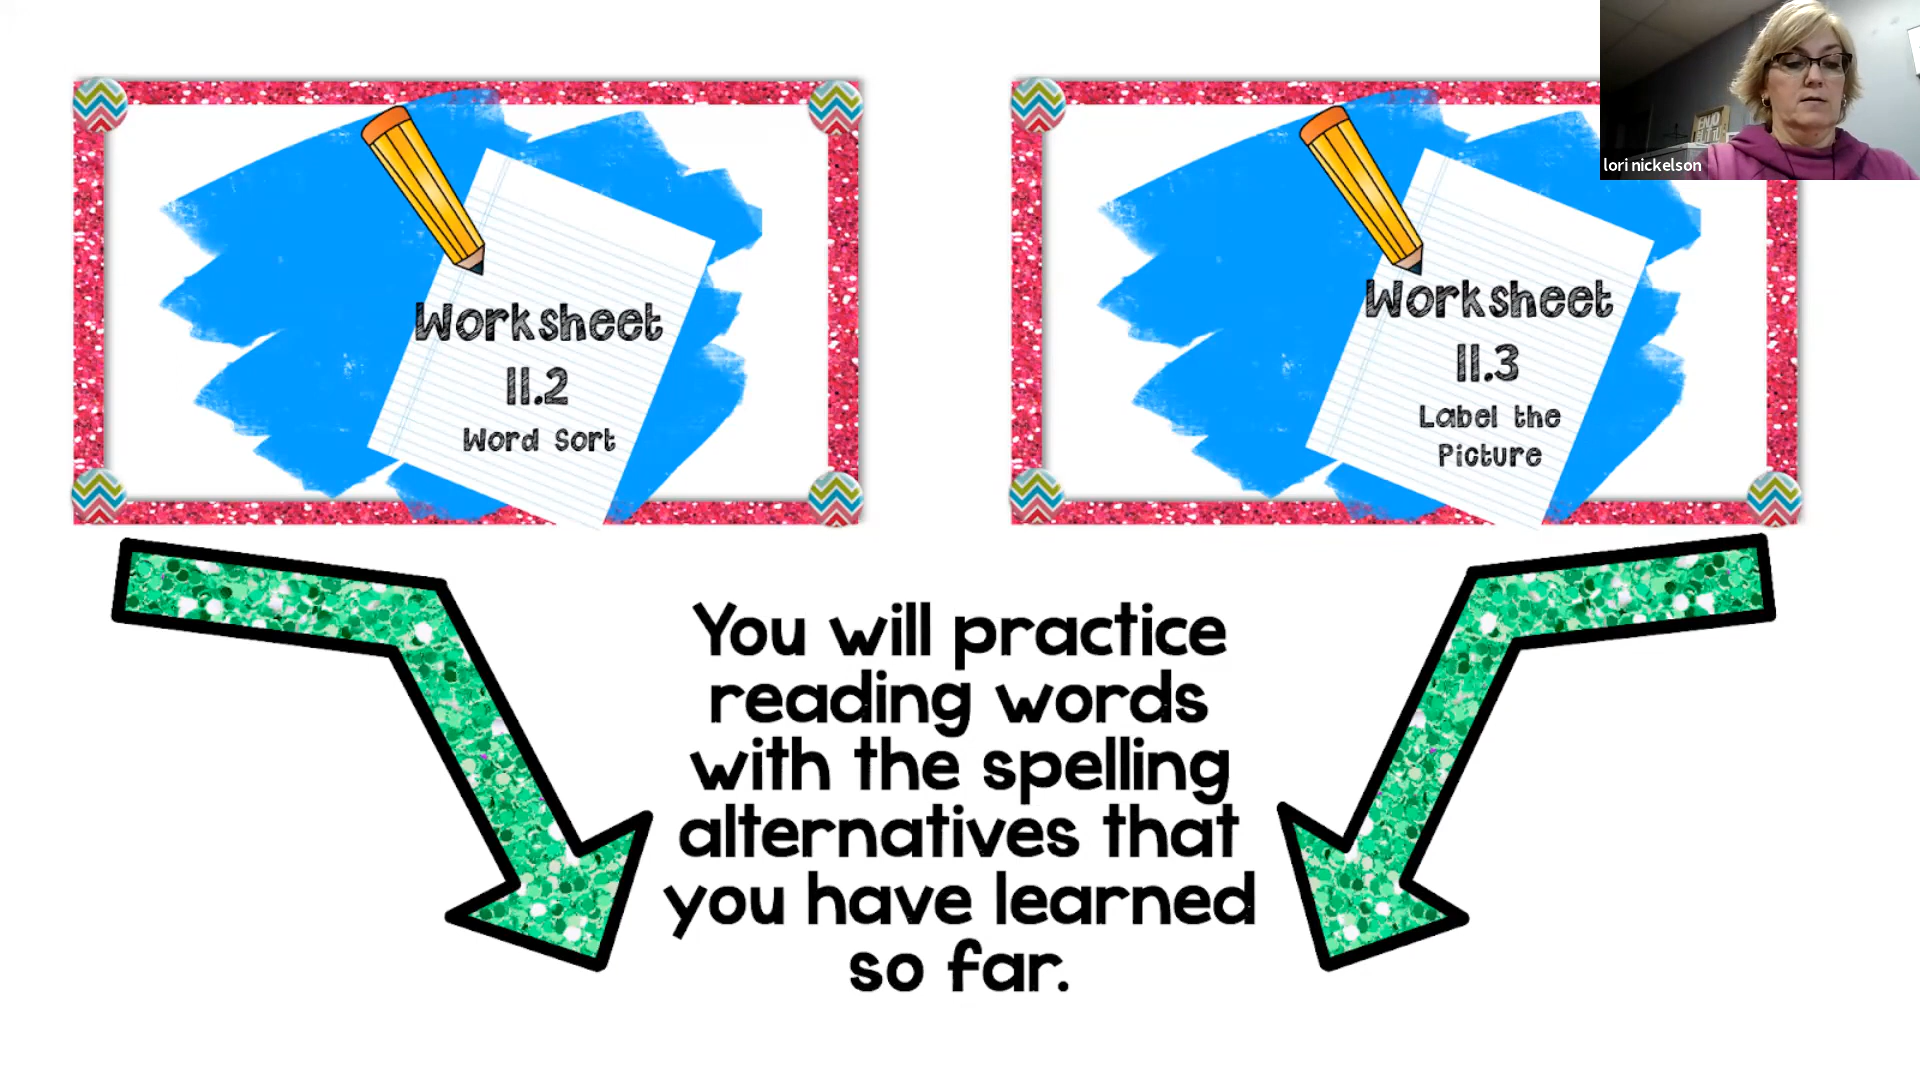 Worksheet
11.2
Word Sort
Worksheet
11.3
Label the
Picture
lori nickelson
You will practice
reading words
with the spelling
alternatives that
you have learned
so far.